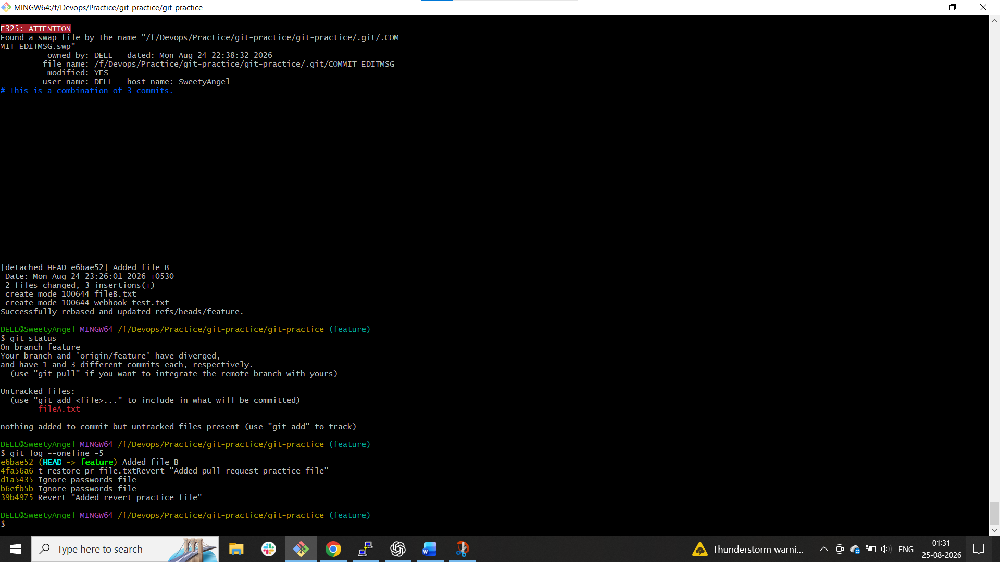 MINGW64:/f/Devops/Practice/git-practice/git-practice
E325: ATTENTION
Found a swap file by the name "/f/Devops/Practice/git-practice/git-practice/.git/.COM
MIT_EDITMSG.swp"
          owned by: DELL   dated: Mon Aug 24 22:38:32 2026
         file name: /f/Devops/Practice/git-practice/git-practice/.git/COMMIT_EDITMSG
          modified: YES
         user name: DELL   host name: SweetyAngel
# This is a combination of 3 commits.
[detached HEAD e6bae52] Added file B
 Date: Mon Aug 24 23:26:01 2026 +0530
 2 files changed, 3 insertions(+)
 create mode 100644 fileB.txt
 create mode 100644 webhook-test.txt
Successfully rebased and updated refs/heads/feature.
DELL@SweetyAngel MINGW64 /f/Devops/Practice/git-practice/git-practice (feature)
$ git status
On branch feature
Your branch and 'origin/feature' have diverged,
and have 1 and 3 different commits each, respectively.
  (use "git pull" if you want to integrate the remote branch with yours)
Untracked files:
  (use "git add <file>..." to include in what will be committed)
        fileA.txt
nothing added to commit but untracked files present (use "git add" to track)
DELL@SweetyAngel MINGW64 /f/Devops/Practice/git-practice/git-practice (feature)
$ git log --oneline -5
e6bae52 (HEAD -> feature) Added file B
4fa56a6 t restore pr-file.txtRevert "Added pull request practice file"
d1a5435 Ignore passwords file
b6efb5b Ignore passwords file
39b4975 Revert "Added revert practice file"
DELL@SweetyAngel MINGW64 /f/Devops/Practice/git-practice/git-practice (feature)
$
Type here to search
Thunderstorm warni...
ENG
01:31
25-08-2026